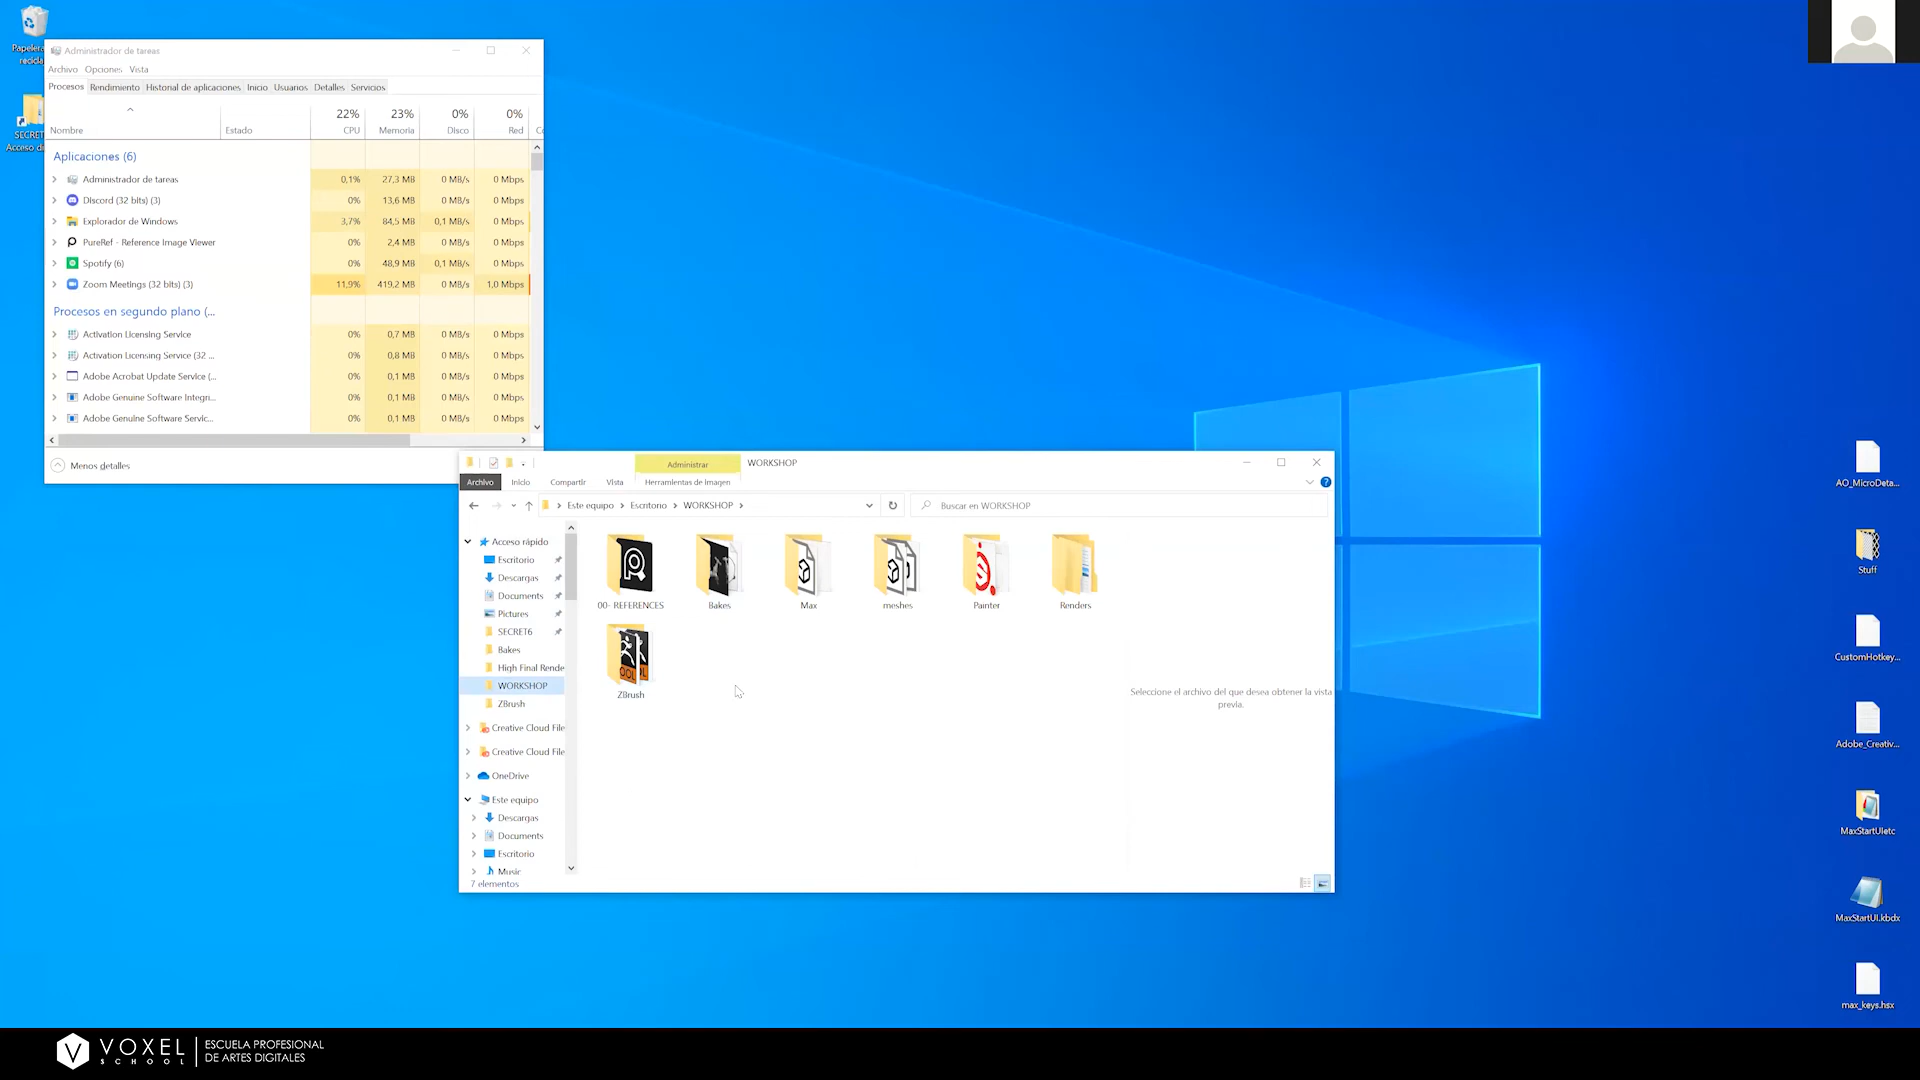 Papelera
recicla
SECRET
Acceso di
Administrador de tareas
Archivo Opciones Vista
Procesos Rendimiento Historial de aplicaciones Inicio Usuarios Detalles Servicios
22% 23% 0% 0%
Nombre Estado CPU Memoria Disco Red
Aplicaciones (6)
Administrador de tareas 0,1% 27,3 MB 0 MB/s 0 Mbps
Discord (32 bits) (3) 0% 13,6 MB 0 MB/s 0 Mbps
Explorador de Windows 3,7% 84,5 MB 0,1 MB/s 0 Mbps
PureRef - Reference Image Viewer 0% 2,4 MB 0 MB/s 0 Mbps
Spotify (6) 0% 48,9 MB 0,1 MB/s 0 Mbps
Zoom Meetings (32 bits) (3) 11,9% 419,2 MB 0 MB/s 1,0 Mbps
Procesos en segundo plano (...
Activation Licensing Service 0% 0,7 MB 0 MB/s 0 Mbps
Activation Licensing Service (32 ... 0% 0,8 MB 0 MB/s 0 Mbps
Adobe Acrobat Update Service (... 0% 0,1 MB 0 MB/s 0 Mbps
Adobe Genuine Software Integri... 0% 0,1 MB 0 MB/s 0 Mbps
Adobe Genuine Software Servic... 0% 0,1 MB 0 MB/s 0 Mbps
Menos detalles
Administrar WORKSHOP
Archivo Inicio Compartir Vista Herramientas de imagen
Este equipo > Escritorio > WORKSHOP >
Buscar en WORKSHOP
Acceso rápido
Escritorio
Descargas
Documents
Pictures
SECRET6
Bakes
High Final Rende
WORKSHOP
ZBrush
Creative Cloud File
Creative Cloud File
OneDrive
Este equipo
Descargas
Documents
Escritorio
Music
7 elementos
00- REFERENCES Bakes Max meshes Painter Renders
ZBrush
Seleccione el archivo del que desea obtener la vista
previa.
AO_MicroDeta...
Stuff
CustomHotkey...
Adobe_Creativ...
MaxStartUIetc
MaxStartUI.kbdx
max_keys.hsx
VOXEL
SCHOOL
ESCUELA PROFESIONAL
DE ARTES DIGITALES